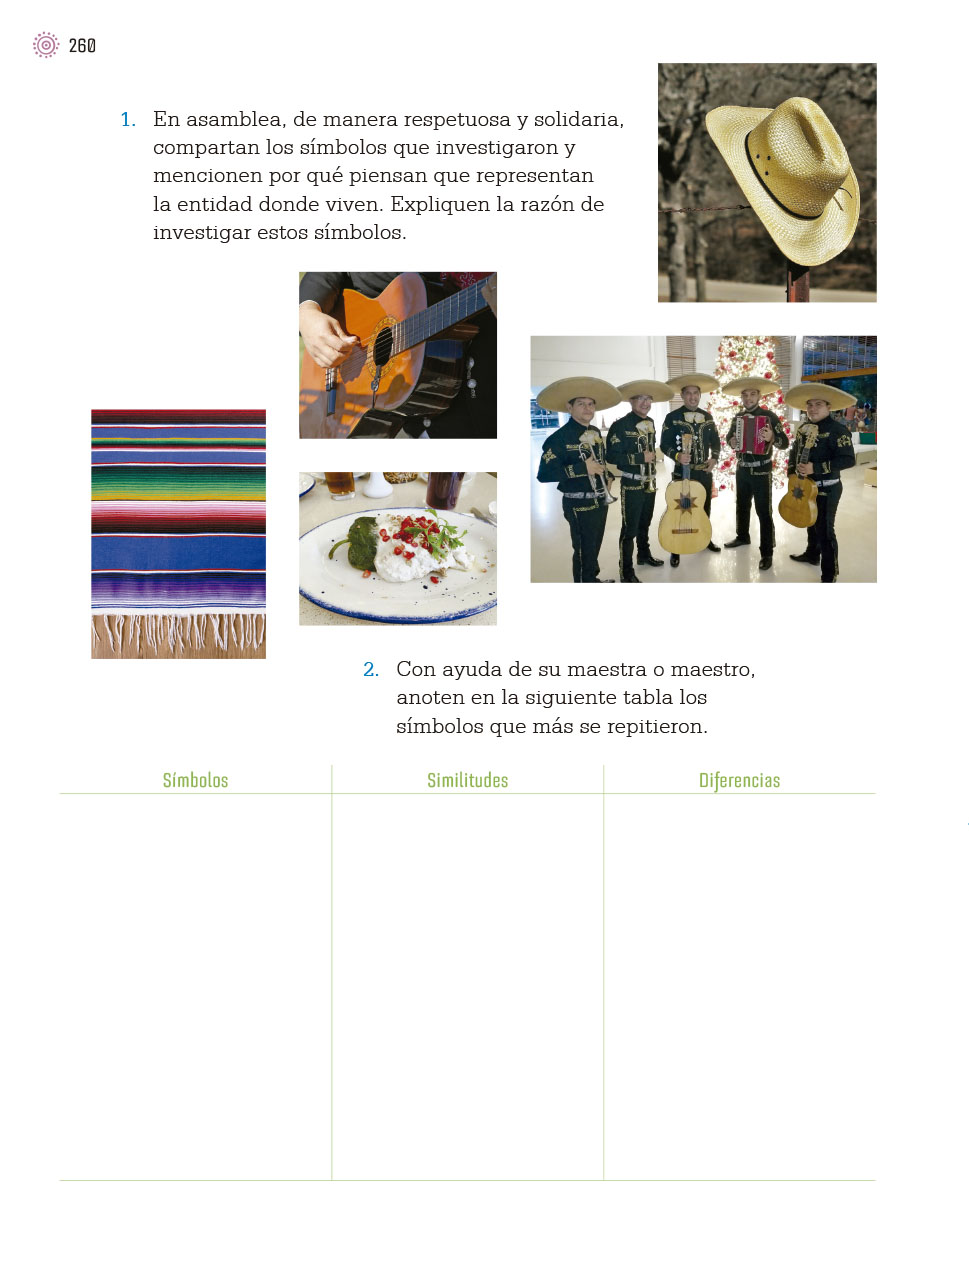 260
1. En asamblea, de manera respetuosa y solidaria,
compartan los símbolos que investigaron y
mencionen por qué piensan que representan
la entidad donde viven. Expliquen la razón de
investigar estos símbolos.
2. Con ayuda de su maestra o maestro,
anoten en la siguiente tabla los
símbolos que más se repitieron.
Símbolos Similitudes Diferencias